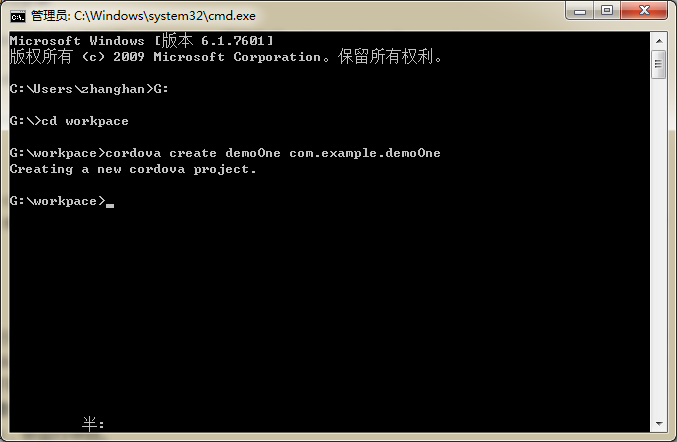 管理员: C:\Windows\system32\cmd.exe
Microsoft Windows [版本 6.1.7601]
版权所有 (c) 2009 Microsoft Corporation。保留所有权利。
C:\Users\zhanghan>G:
G:\>cd workpace
G:\workpace>cordova create demoOne com.example.demoOne
Creating a new cordova project.
G:\workpace>
半: